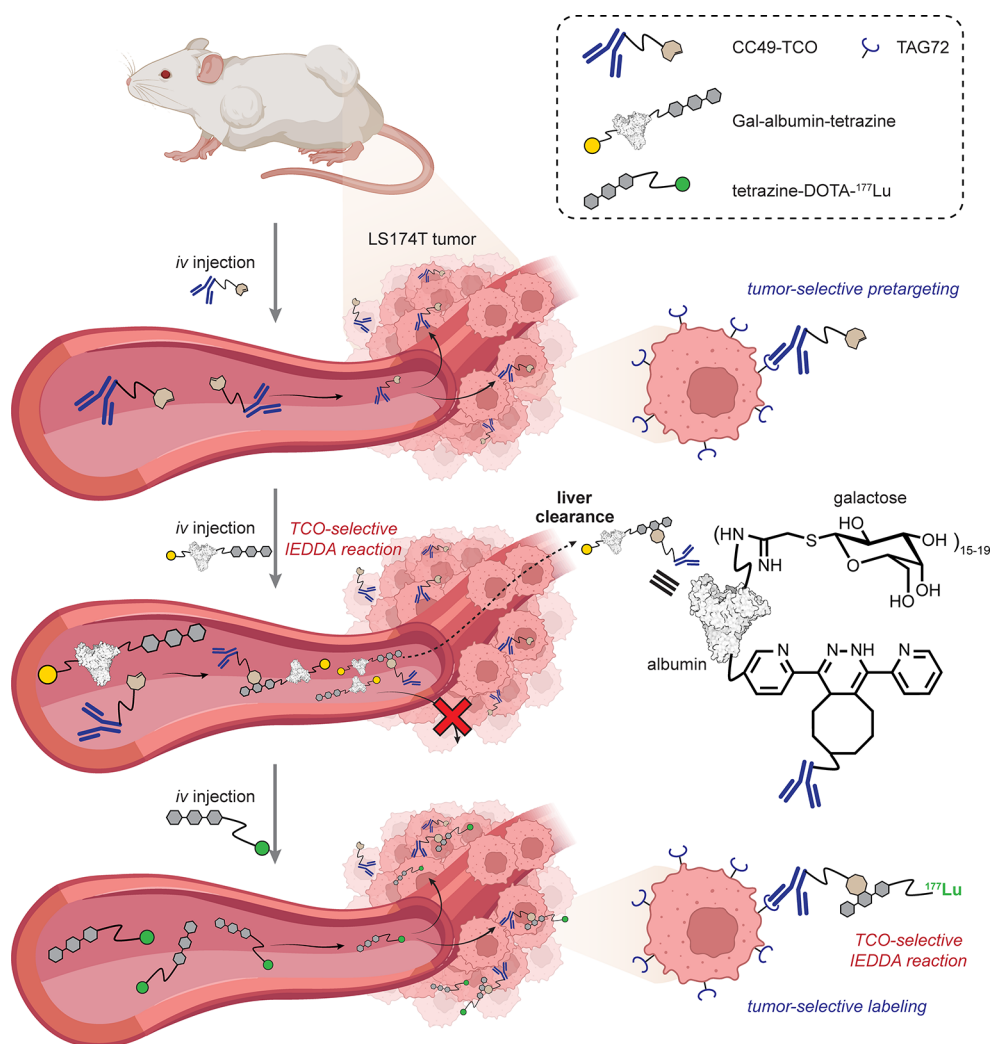 CC49-TCO
TAG72
Gal-albumin-tetrazine
tetrazine-DOTA-¹⁷⁷Lu
LS174T tumor
iv injection
tumor-selective pretargeting
iv injection
TCO-selective
IEDDA reaction
liver
clearance
galactose
(HN
NH
S
HO
OH
OH
O
HO
OH
)15-19
albumin
N
N
NH
N
iv injection
¹⁷⁷Lu
TCO-selective
IEDDA reaction
tumor-selective labeling